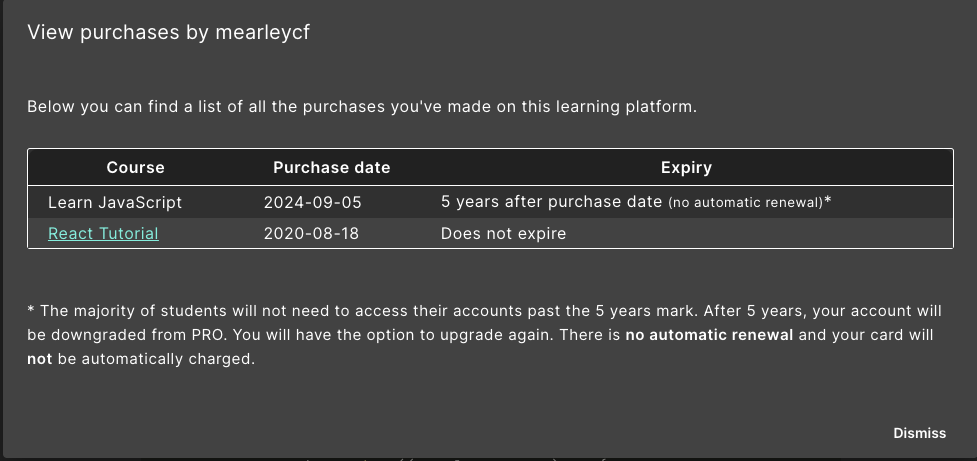 View purchases by mearleycf
Below you can find a list of all the purchases you've made on this learning platform.
Course Purchase date Expiry
Learn JavaScript 2024-09-05 5 years after purchase date (no automatic renewal)*
React Tutorial 2020-08-18 Does not expire
* The majority of students will not need to access their accounts past the 5 years mark. After 5 years, your account will
be downgraded from PRO. You will have the option to upgrade again. There is no automatic renewal and your card will
not be automatically charged.
Dismiss